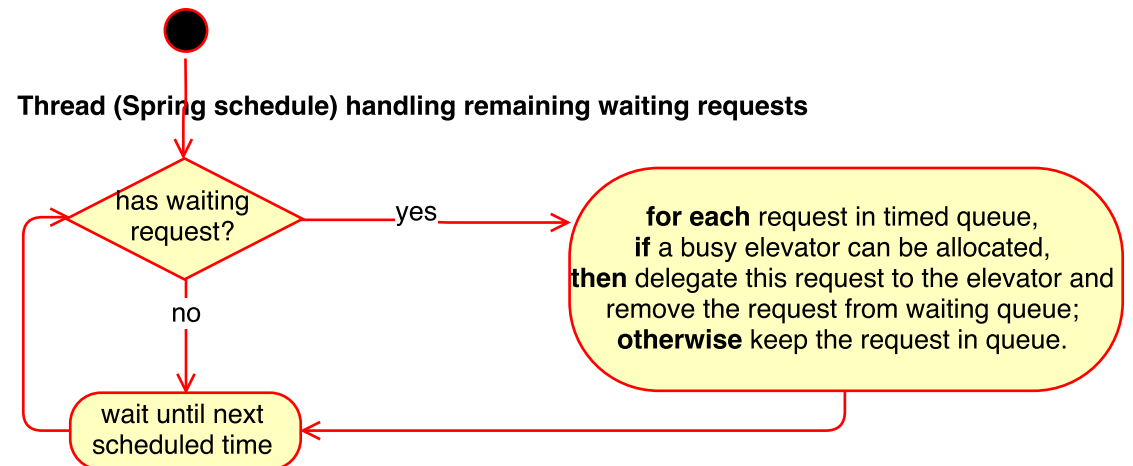 Thread (Spring schedule) handling remaining waiting requests
has waiting
request?
yes
for each request in timed queue,
if a busy elevator can be allocated,
then delegate this request to the elevator and
remove the request from waiting queue;
otherwise keep the request in queue.
no
wait until next
scheduled time